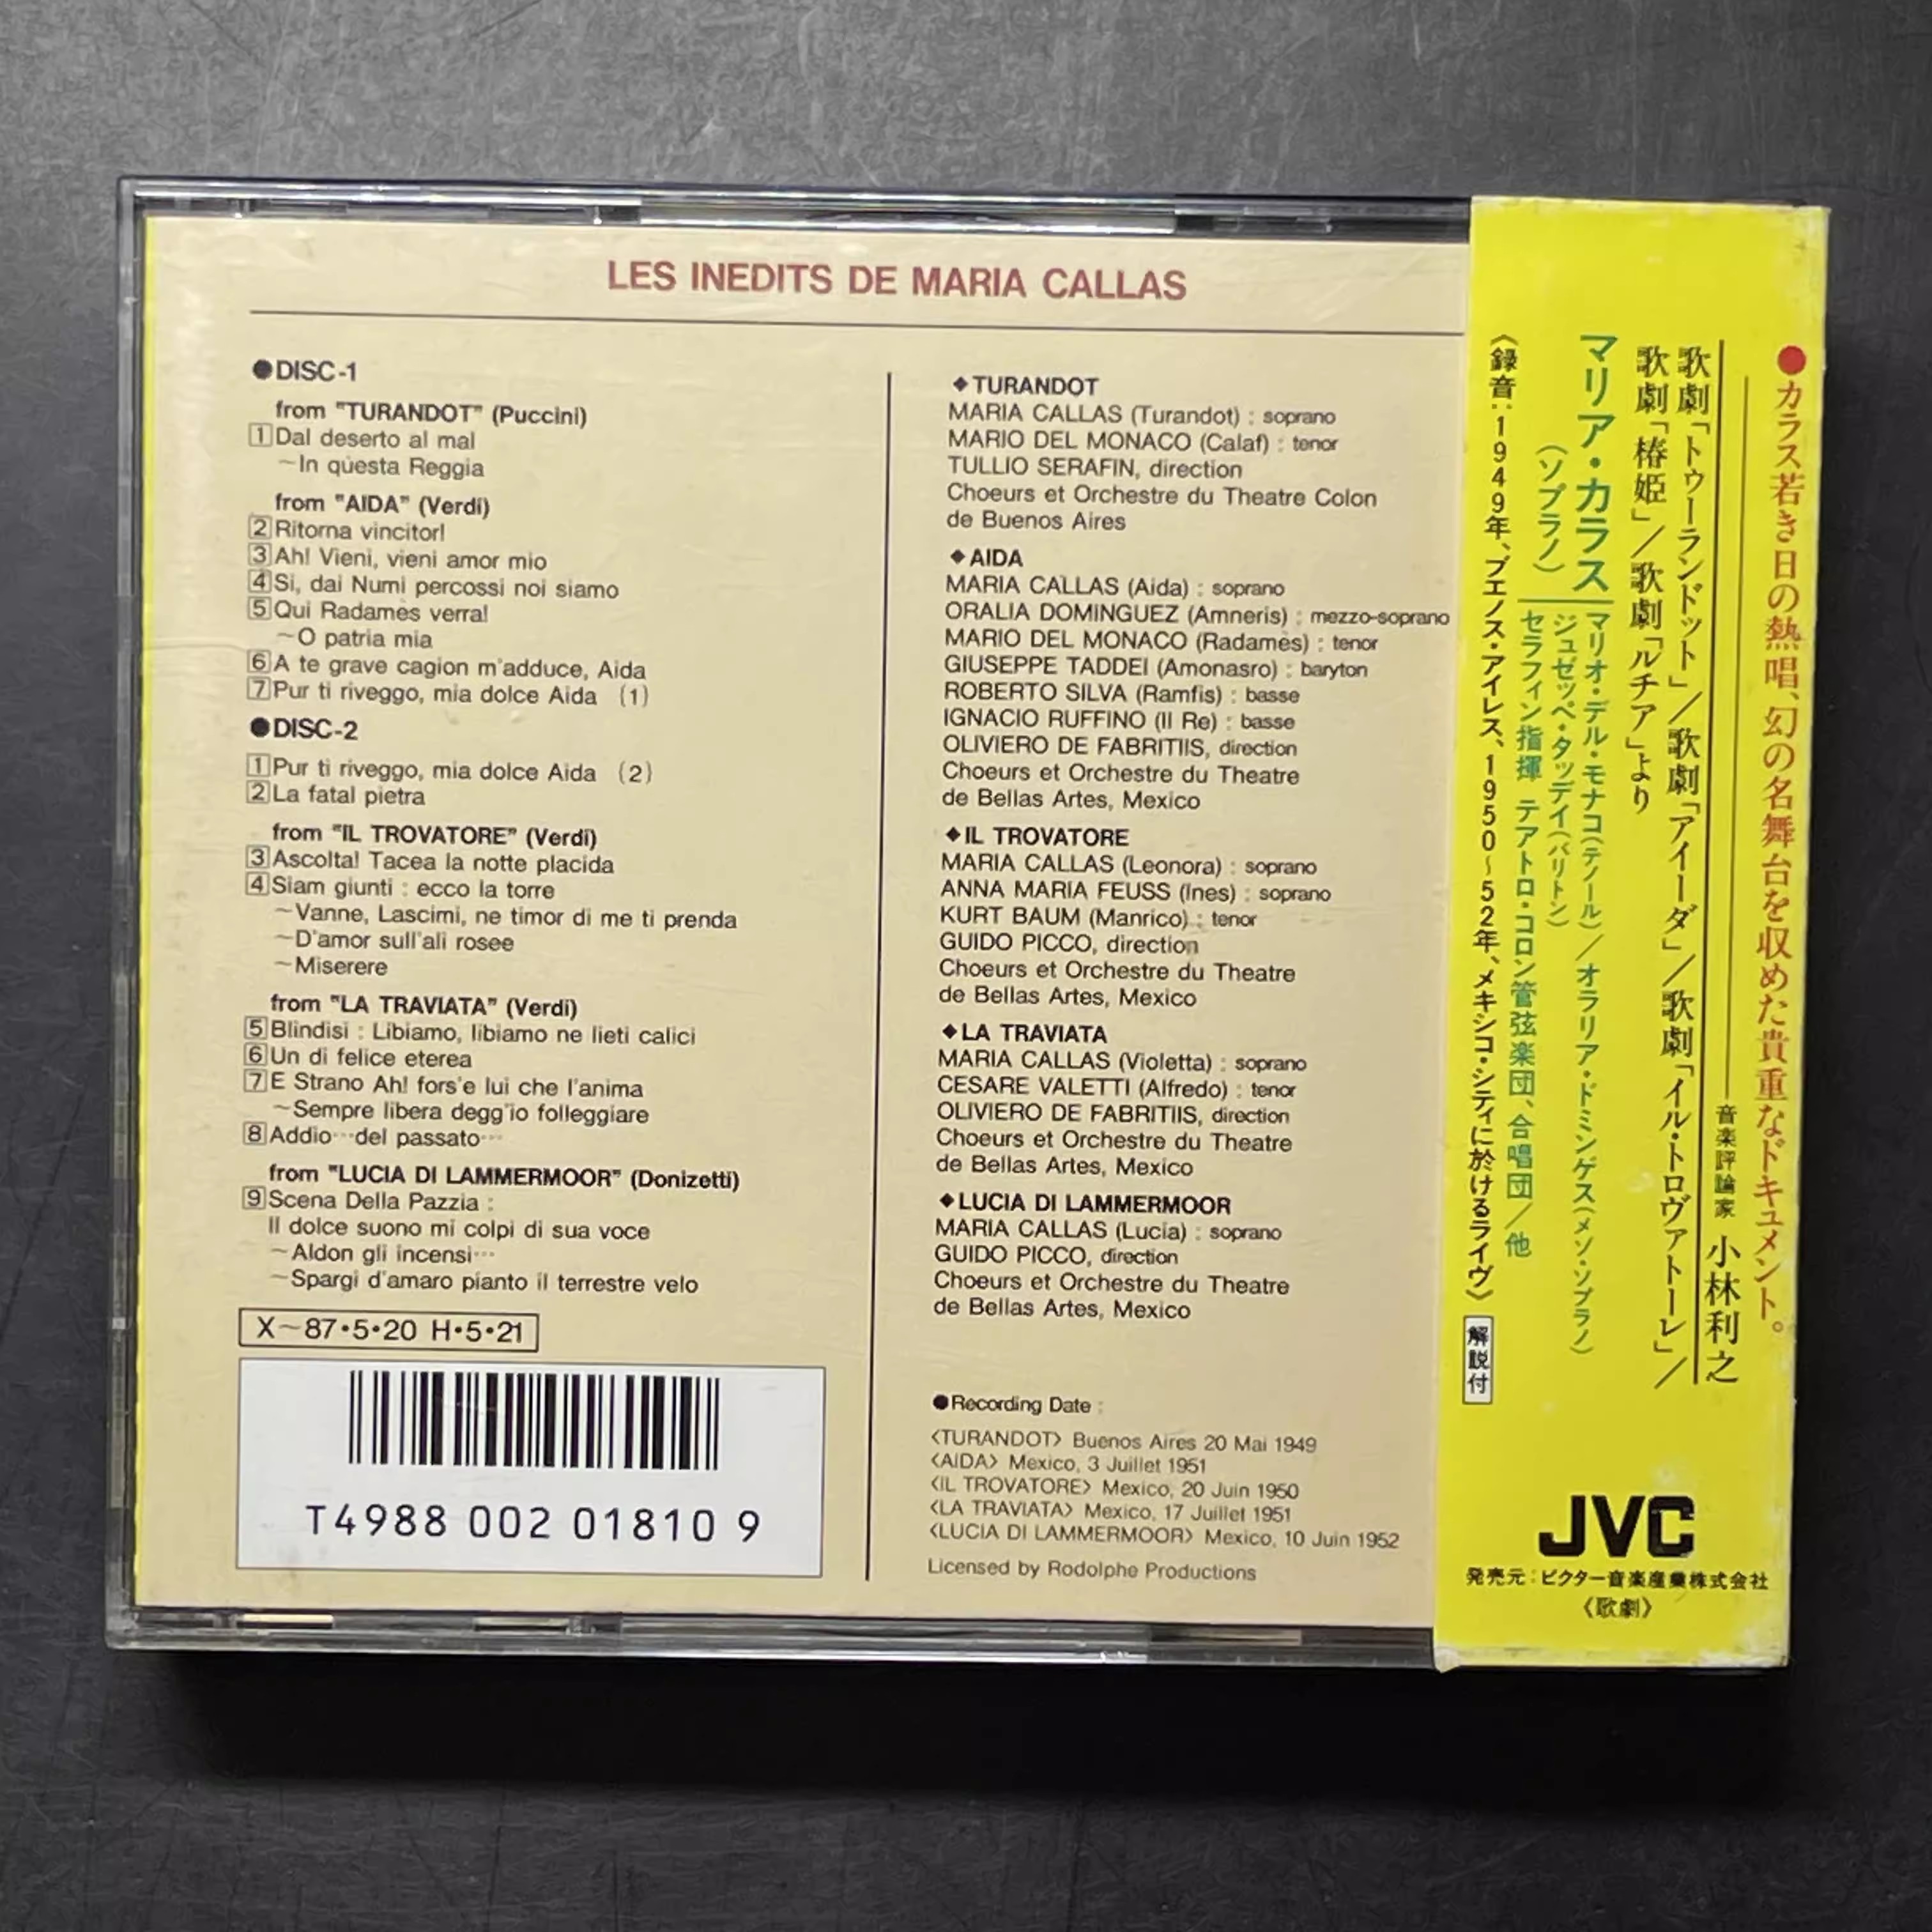 LES INEDITS DE MARIA CALLAS
●DISC-1
from "TURANDOT" (Puccini)
1 Dal deserto al mal
~In questa Reggia
from "AIDA" (Verdi)
2 Ritorna vincitor!
3 Ah! Vieni, vieni amor mio
4 Si, dai Numi percossi noi siamo
5 Qui Radamès verra!
~O patria mia
6 A te grave cagion m'adduce, Aida
7 Pur ti riveggo, mia dolce Aida (1)
●DISC-2
1 Pur ti riveggo, mia dolce Aida (2)
2 La fatal pietra
from "IL TROVATORE" (Verdi)
3 Ascolta! Tacea la notte placida
4 Siam giunti : ecco la torre
~Vanne, Lascimi, ne timor di me ti prenda
~D'amor sull'ali rosee
~Miserere
from "LA TRAVIATA" (Verdi)
5 Blindisi : Libiamo, libiamo ne lieti calici
6 Un di felice eterea
7 E Strano Ah! fors'e lui che l'anima
~Sempre libera degg'io folleggiare
8 Addio…del passato…
from "LUCIA DI LAMMERMOOR" (Donizetti)
9 Scena Della Pazzia :
Il dolce suono mi colpi di sua voce
~Aldon gli incensi…
~Spargi d'amaro pianto il terrestre velo
X~87・5・20 H・5・21
T4988 002 01810 9
◆TURANDOT
MARIA CALLAS (Turandot) : soprano
MARIO DEL MONACO (Calaf) : tenor
TULLIO SERAFIN, direction
Choeurs et Orchestre du Theatre Colon
de Buenos Aires
◆AIDA
MARIA CALLAS (Aida) : soprano
ORALIA DOMINGUEZ (Amneris) : mezzo-soprano
MARIO DEL MONACO (Radamès) : tenor
GIUSEPPE TADDEI (Amonasro) : baryton
ROBERTO SILVA (Ramfis) : basse
IGNACIO RUFFINO (Il Re) : basse
OLIVIERO DE FABRITIIS, direction
Choeurs et Orchestre du Theatre
de Bellas Artes, Mexico
◆IL TROVATORE
MARIA CALLAS (Leonora) : soprano
ANNA MARIA FEUSS (Ines) : soprano
KURT BAUM (Manrico) : tenor
GUIDO PICCO, direction
Choeurs et Orchestre du Theatre
de Bellas Artes, Mexico
◆LA TRAVIATA
MARIA CALLAS (Violetta) : soprano
CESARE VALETTI (Alfredo) : tenor
OLIVIERO DE FABRITIIS, direction
Choeurs et Orchestre du Theatre
de Bellas Artes, Mexico
◆LUCIA DI LAMMERMOOR
MARIA CALLAS (Lucia) : soprano
GUIDO PICCO, direction
Choeurs et Orchestre du Theatre
de Bellas Artes, Mexico
●Recording Date :
〈TURANDOT〉 Buenos Aires 20 Mai 1949
〈AIDA〉 Mexico, 3 Juillet 1951
〈IL TROVATORE〉 Mexico, 20 Juin 1950
〈LA TRAVIATA〉 Mexico, 17 Juillet 1951
〈LUCIA DI LAMMERMOOR〉 Mexico, 10 Juin 1952
Licensed by Rodolphe Productions
●カラス若き日の熱唱、幻の名舞台を収めた貴重なドキュメント。
音楽評論家 小林利之
歌劇「トゥーランドット」／歌劇「アイーダ」／歌劇「イル・トロヴァトーレ」／
歌劇「椿姫」／歌劇「ルチア」より
マリア・カラス
(ソプラノ)
マリオ・デル・モナコ(テノール)／オラリア・ドミンゲス(メゾ・ソプラノ)
ジュゼッペ・タッデイ(バリトン)
セラフィン指揮 テアトロ・コロン管弦楽団、合唱団／他
《録音:1949年、ブエノス・アイレス、1950~52年、メキシコ・シティに於けるライヴ》
解説付
JVC
発売元:ビクター音楽産業株式会社
《歌劇》